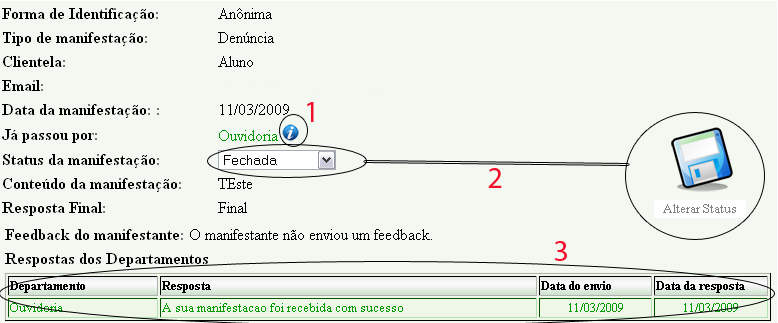 Forma de Identificação: Anônima
Tipo de manifestação: Denúncia
Clientela: Aluno
Email:
Data da manifestação: : 11/03/2009
1
Já passou por: Ouvidoria
Status da manifestação: Fechada
2
Alterar Status
Conteúdo da manifestação: TEste
Resposta Final: Final
Feedback do manifestante: O manifestante não enviou um feedback.
3
Respostas dos Departamentos
Departamento Resposta Data do envio Data da resposta
Ouvidoria A sua manifestacao foi recebida com sucesso 11/03/2009 11/03/2009